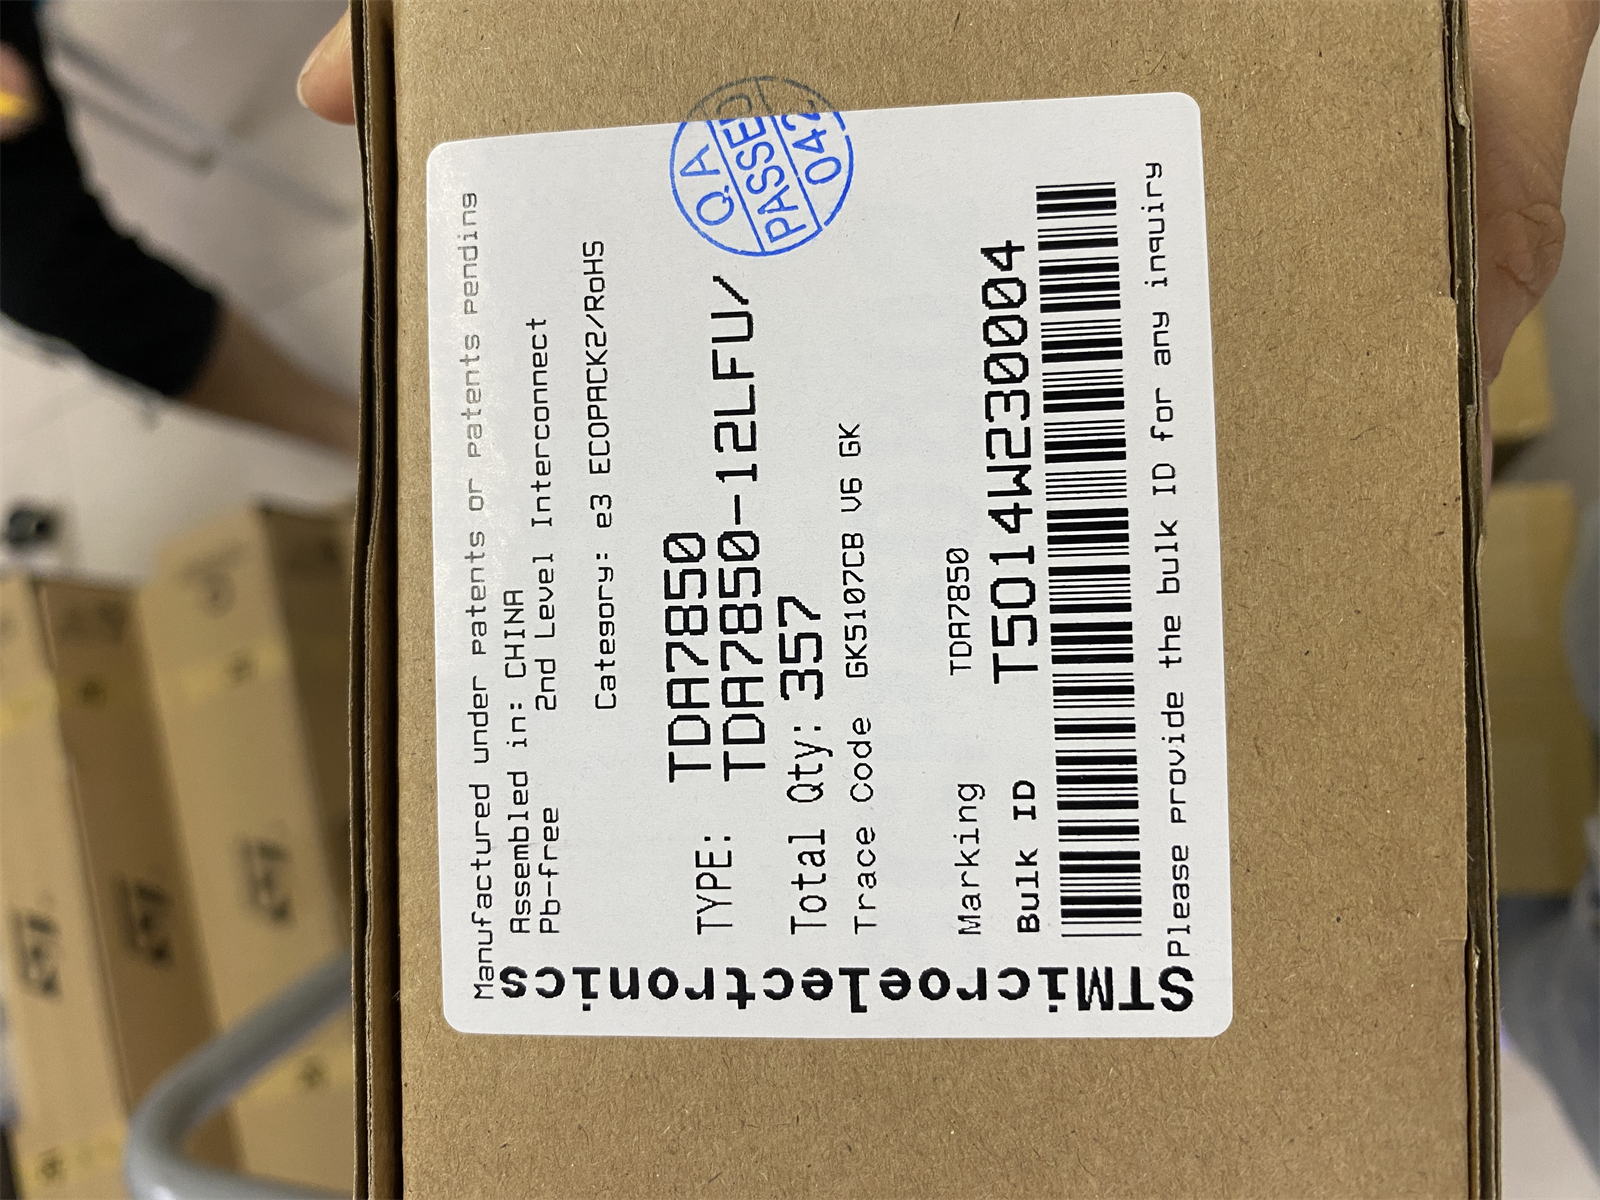 Manufactured under patents or patents pending
Assembled in: CHINA
Pb-free 2nd Level Interconnect
Category: e3 ECOPACK2/RoHS
TYPE: TDA7850
TDA7850-12LFU/
Total Qty: 357
Trace Code GK5107CB V6 GK
Marking TDA7850
Bulk ID T5014W230004
Please provide the bulk ID for any inquiry
STMicroelectronics
QA
PASSED
042